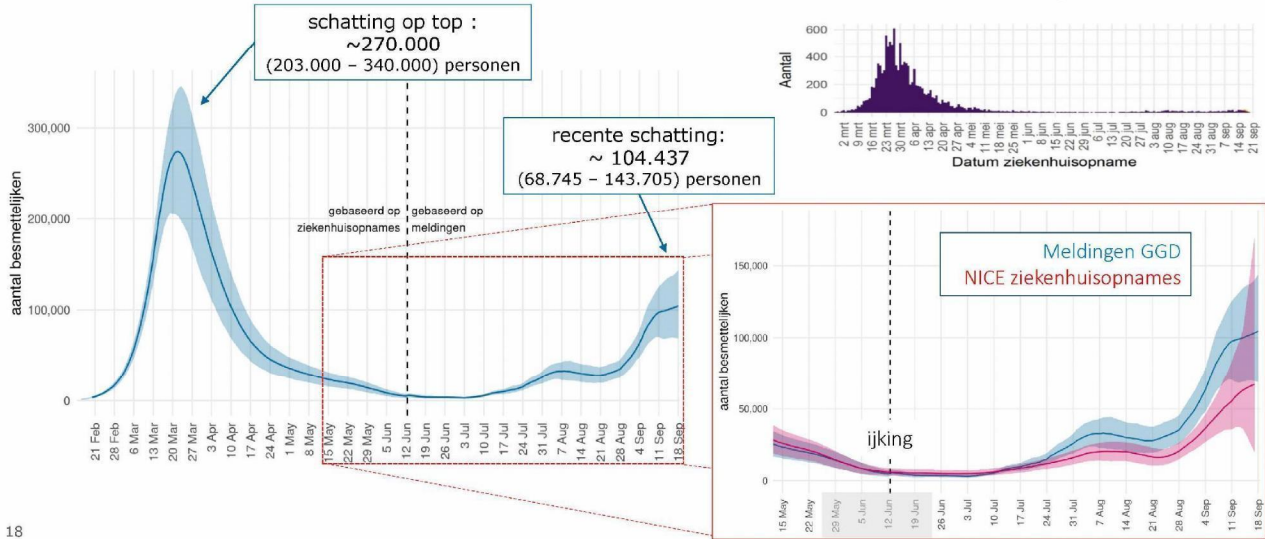 schatting op top :
~270.000
(203.000 – 340.000) personen
aantal besmettelijken
300,000
200,000
100,000
0
gebaseerd op
ziekenhuisopnames
gebaseerd op
meldingen
21 Feb
28 Feb
6 Mar
13 Mar
20 Mar
27 Mar
3 Apr
10 Apr
17 Apr
24 Apr
1 May
8 May
15 May
22 May
29 May
5 Jun
12 Jun
19 Jun
26 Jun
3 Jul
10 Jul
17 Jul
24 Jul
31 Jul
7 Aug
14 Aug
21 Aug
28 Aug
4 Sep
11 Sep
18 Sep
recente schatting:
~ 104.437
(68.745 – 143.705) personen
Aantal
600
400
200
0
2 mrt
9 mrt
16 mrt
23 mrt
30 mrt
6 apr
13 apr
20 apr
27 apr
4 mei
11 mei
18 mei
25 mei
1 jun
8 jun
15 jun
22 jun
29 jun
6 jul
13 jul
20 jul
27 jul
3 aug
10 aug
17 aug
24 aug
31 aug
7 sep
14 sep
21 sep
Datum ziekenhuisopname
Meldingen GGD
NICE ziekenhuisopnames
aantal besmettelijken
150,000
100,000
50,000
0
ijking
15 May
22 May
29 May
5 Jun
12 Jun
19 Jun
26 Jun
3 Jul
10 Jul
17 Jul
24 Jul
31 Jul
7 Aug
14 Aug
21 Aug
28 Aug
4 Sep
11 Sep
18 Sep
18